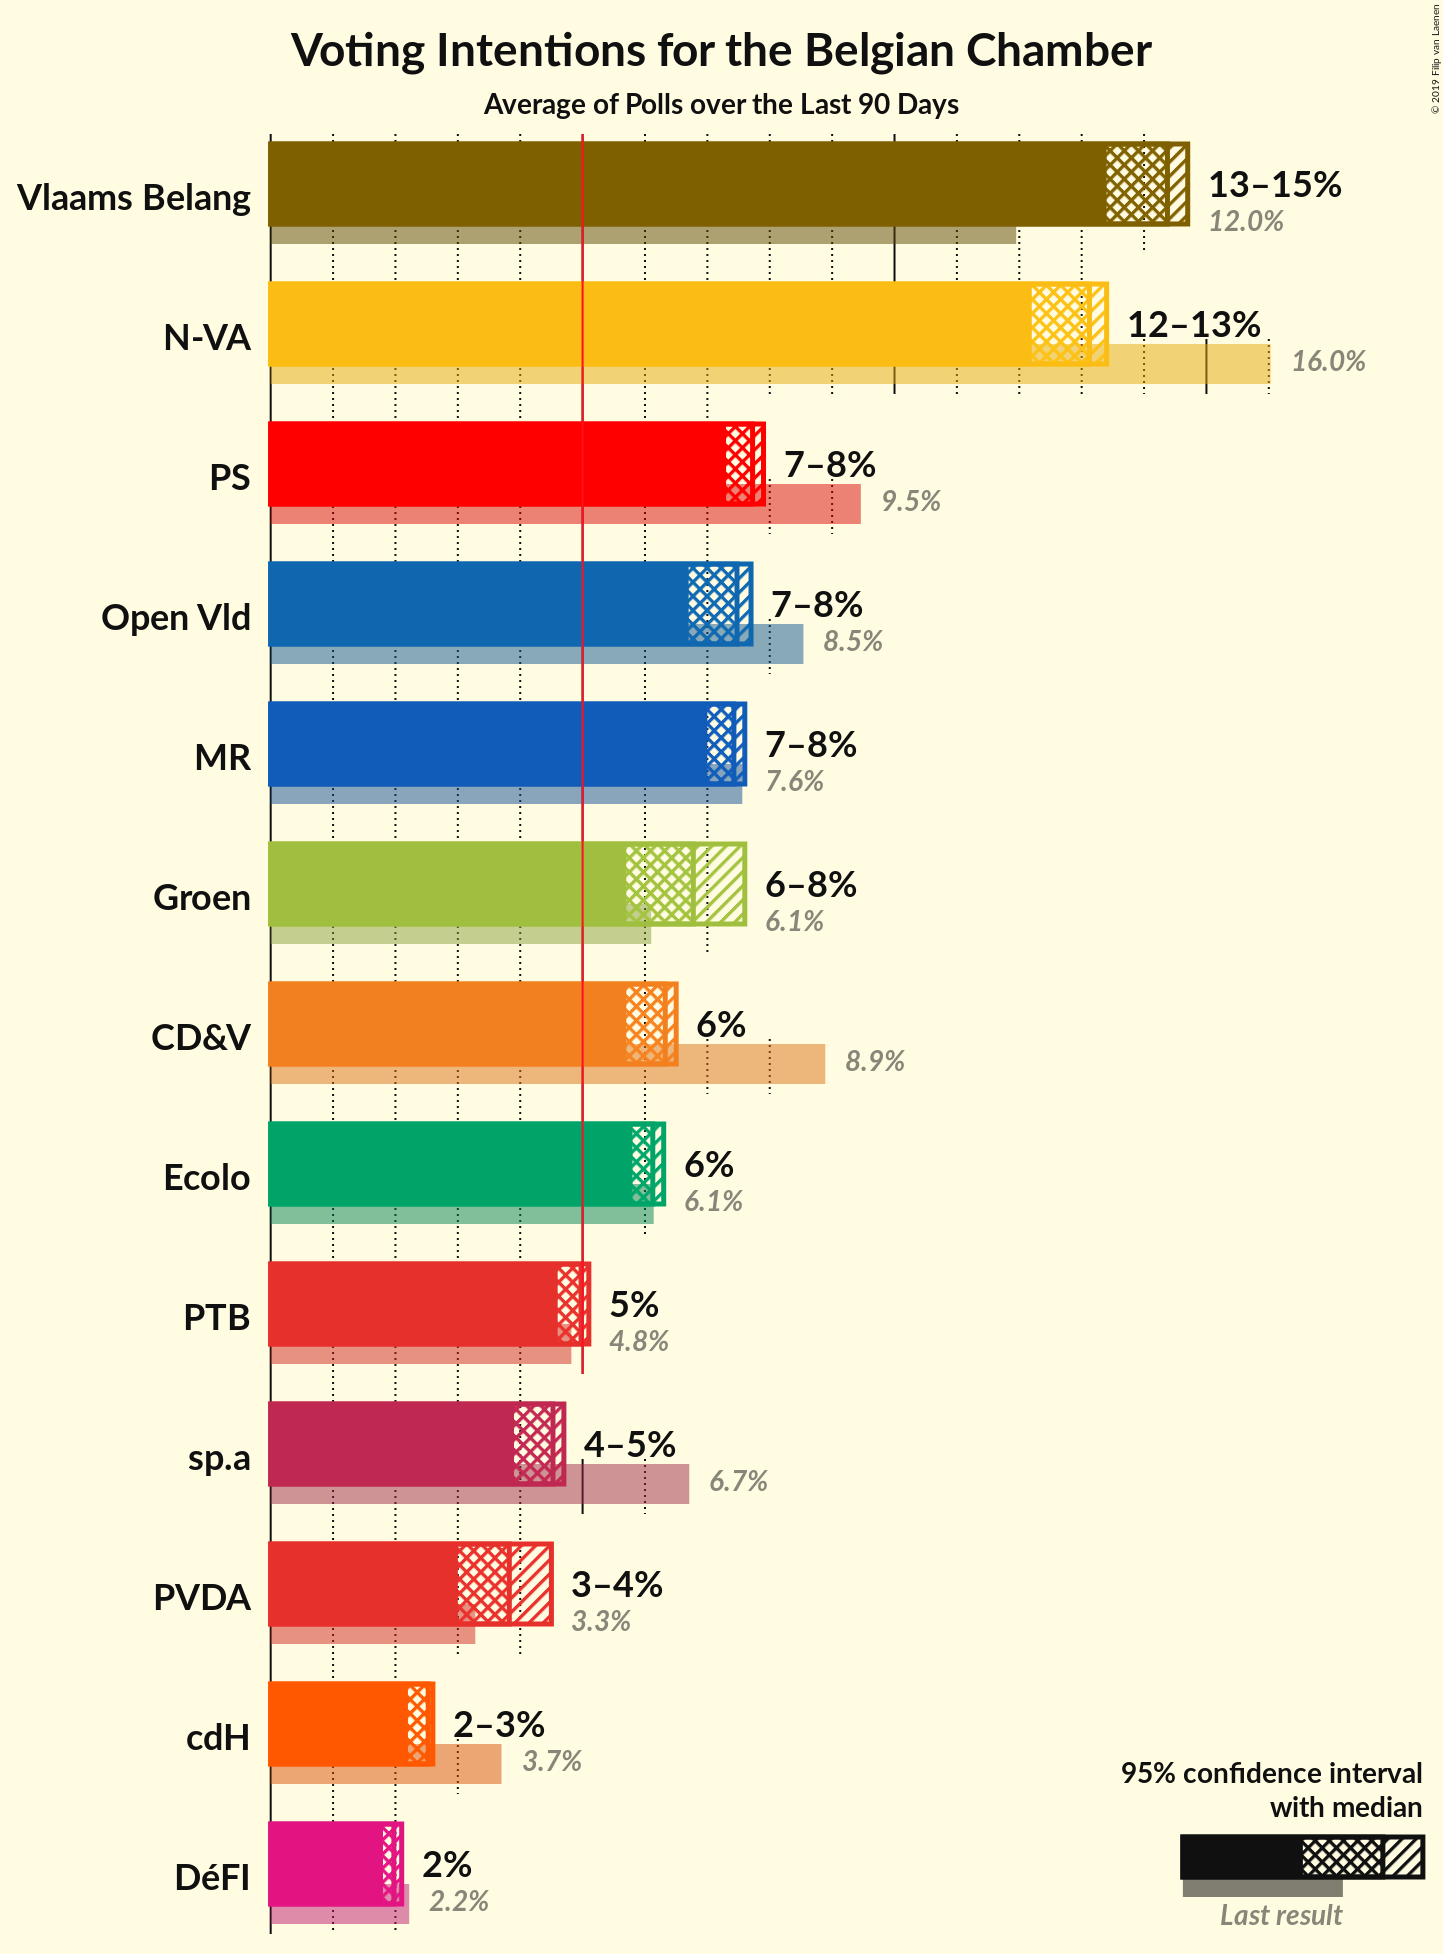 Voting Intentions for the Belgian Chamber
Average of Polls over the Last 90 Days
© 2019 Filip van Laenen
Vlaams Belang
13–15%
12.0%
N-VA
12–13%
16.0%
PS
7–8%
9.5%
Open Vld
7–8%
8.5%
MR
7–8%
7.6%
Groen
6–8%
6.1%
CD&V
6%
8.9%
Ecolo
6%
6.1%
PTB
5%
4.8%
sp.a
4–5%
6.7%
PVDA
3–4%
3.3%
cdH
2–3%
3.7%
DéFI
2%
2.2%
95% confidence interval
with median
Last result